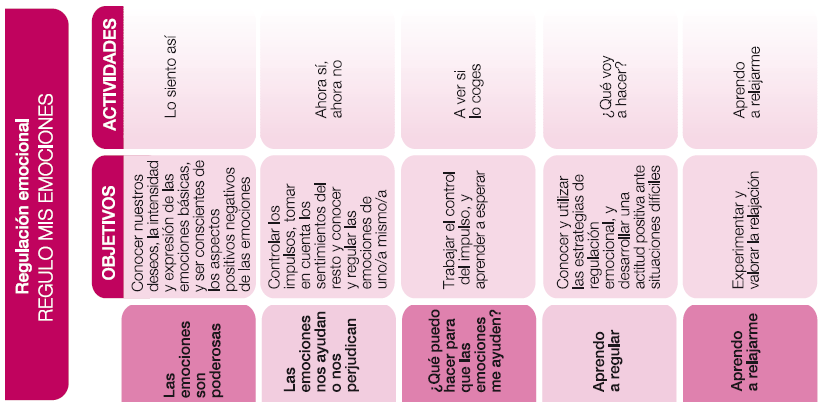 Regulación emocional
REGULO MIS EMOCIONES
OBJETIVOS
ACTIVIDADES
Las
emociones
son
poderosas
Conocer nuestros
deseos, la intensidad
y expresión de las
emociones básicas,
y ser conscientes de
los aspectos
positivos negativos
de las emociones
Lo siento así
Las
emociones
nos ayudan
o nos
perjudican
Controlar los
impulsos, tomar
en cuenta los
sentimientos del
resto y conocer
y regular las
emociones de
uno/a mismo/a
Ahora sí,
ahora no
¿Qué puedo
hacer para
que las
emociones
me ayuden?
Trabajar el control
del impulso, y
aprender a esperar
A ver si
lo coges
Aprendo
a regular
Conocer y utilizar
las estrategias de
regulación
emocional, y
desarrollar una
actitud positiva ante
situaciones difíciles
¿Qué voy
a hacer?
Aprendo
a relajarme
Experimentar y
valorar la relajación
Aprendo
a relajarme